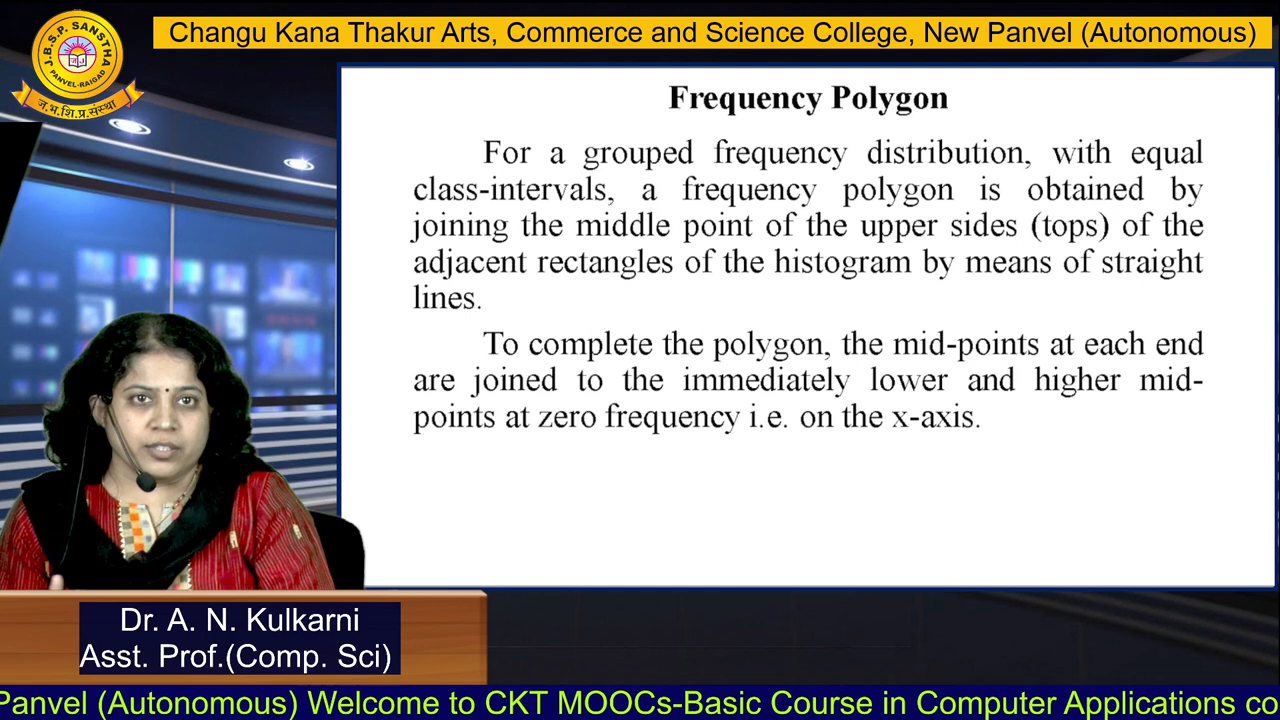 Changu Kana Thakur Arts, Commerce and Science College, New Panvel (Autonomous)
J.B.S.P. SANSTHA
PANVEL-RAIGAD
ज.भ.शि.प्र.संस्था
Frequency Polygon
For a grouped frequency distribution, with equal
class-intervals, a frequency polygon is obtained by
joining the middle point of the upper sides (tops) of the
adjacent rectangles of the histogram by means of straight
lines.
To complete the polygon, the mid-points at each end
are joined to the immediately lower and higher mid-
points at zero frequency i.e. on the x-axis.
Dr. A. N. Kulkarni
Asst. Prof.(Comp. Sci)
Panvel (Autonomous) Welcome to CKT MOOCs-Basic Course in Computer Applications co